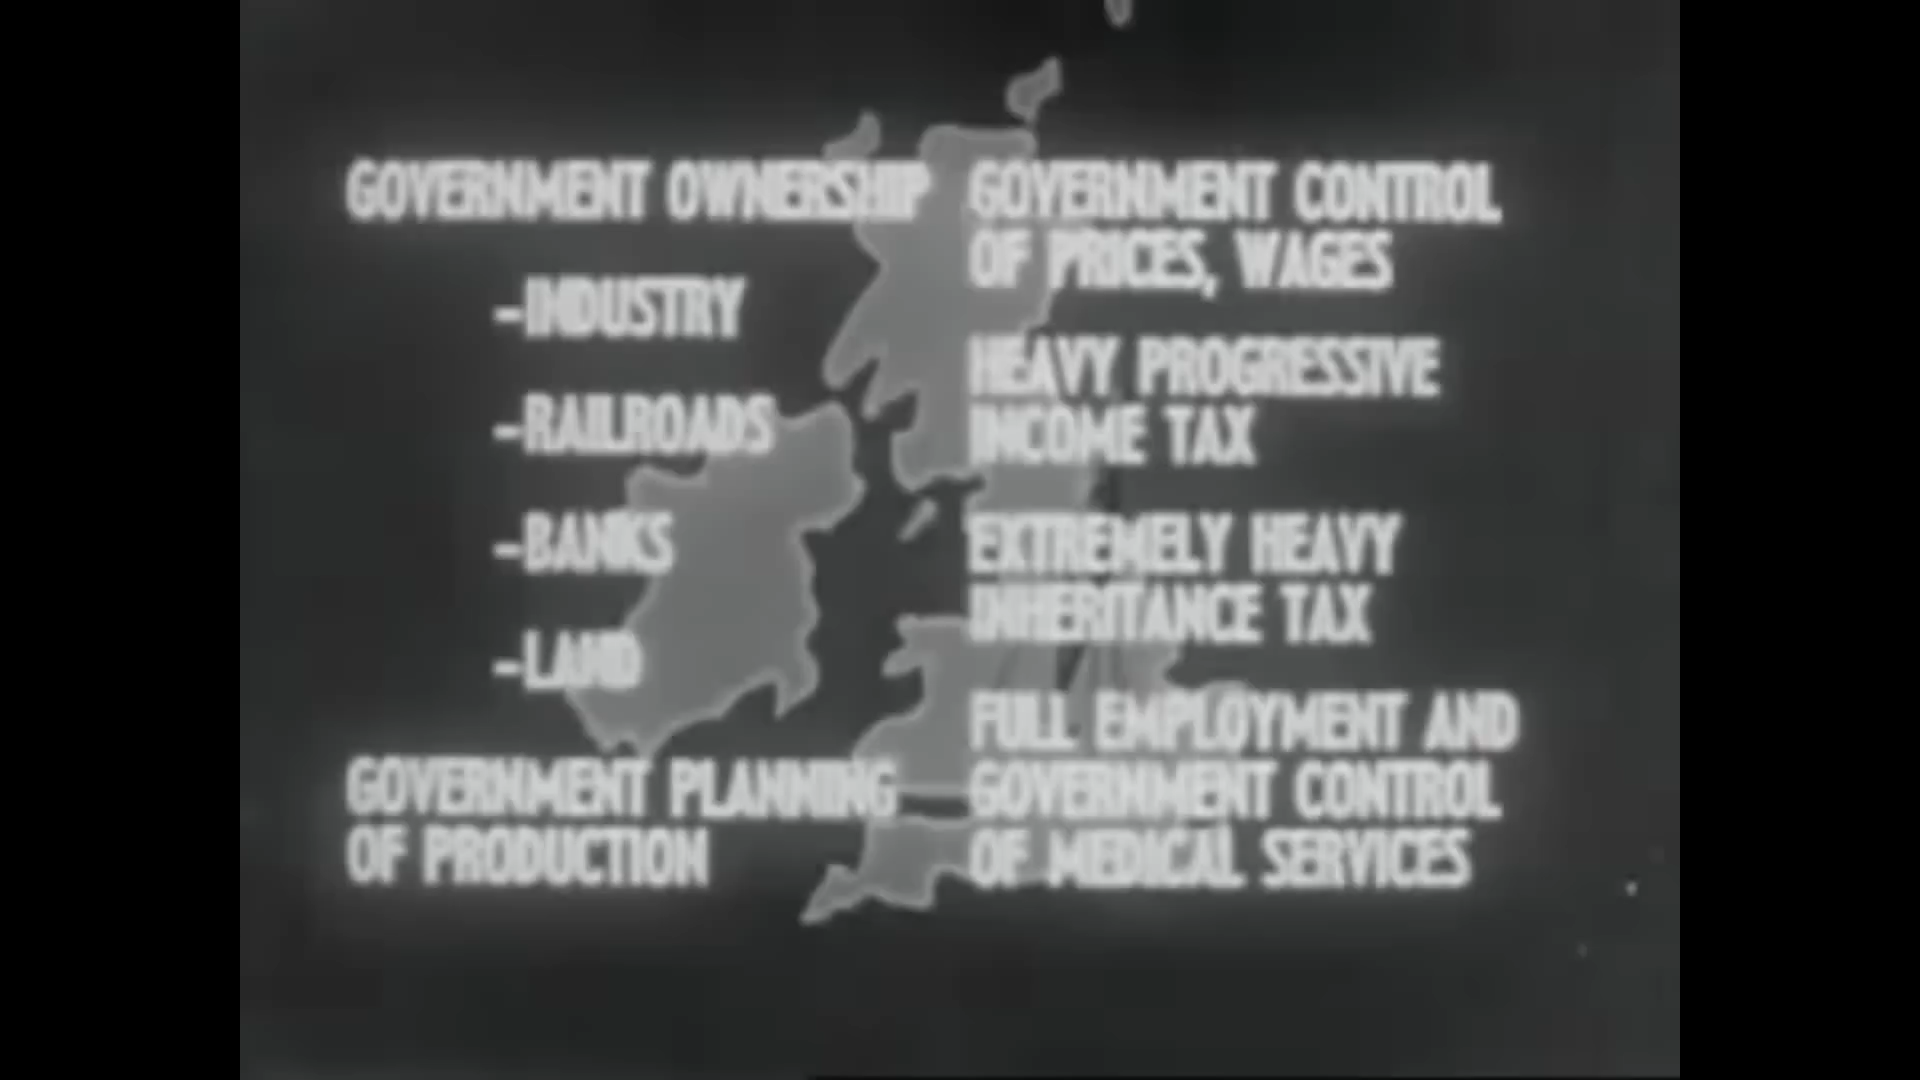 GOVERNMENT OWNERSHIP
-INDUSTRY
-RAILROADS
-BANKS
-LAND
GOVERNMENT PLANNING
OF PRODUCTION
GOVERNMENT CONTROL
OF PRICES, WAGES
HEAVY PROGRESSIVE
INCOME TAX
EXTREMELY HEAVY
INHERITANCE TAX
FULL EMPLOYMENT AND
GOVERNMENT CONTROL
OF MEDICAL SERVICES